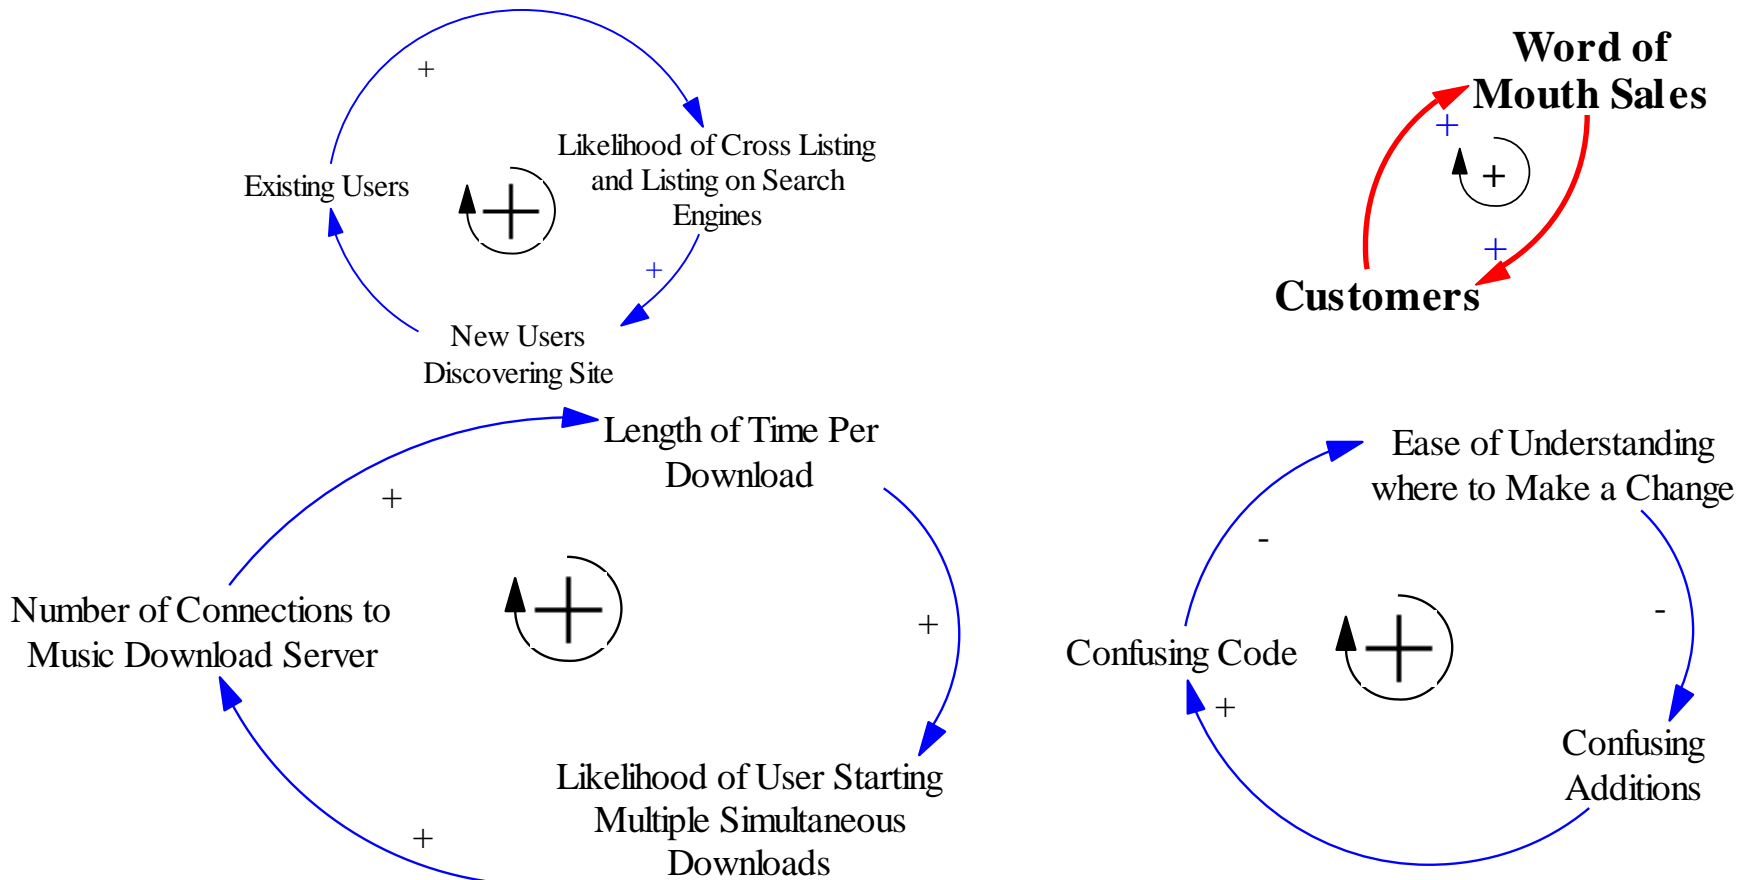 +
Likelihood of Cross Listing
and Listing on Search
Engines
Existing Users
+
+
New Users
Discovering Site
Word of
Mouth Sales
+
+
+
Customers
Length of Time Per
Download
+
+
+
Number of Connections to
Music Download Server
Likelihood of User Starting
Multiple Simultaneous
Downloads
+
Ease of Understanding
where to Make a Change
-
-
+
Confusing Code
+
Confusing
Additions